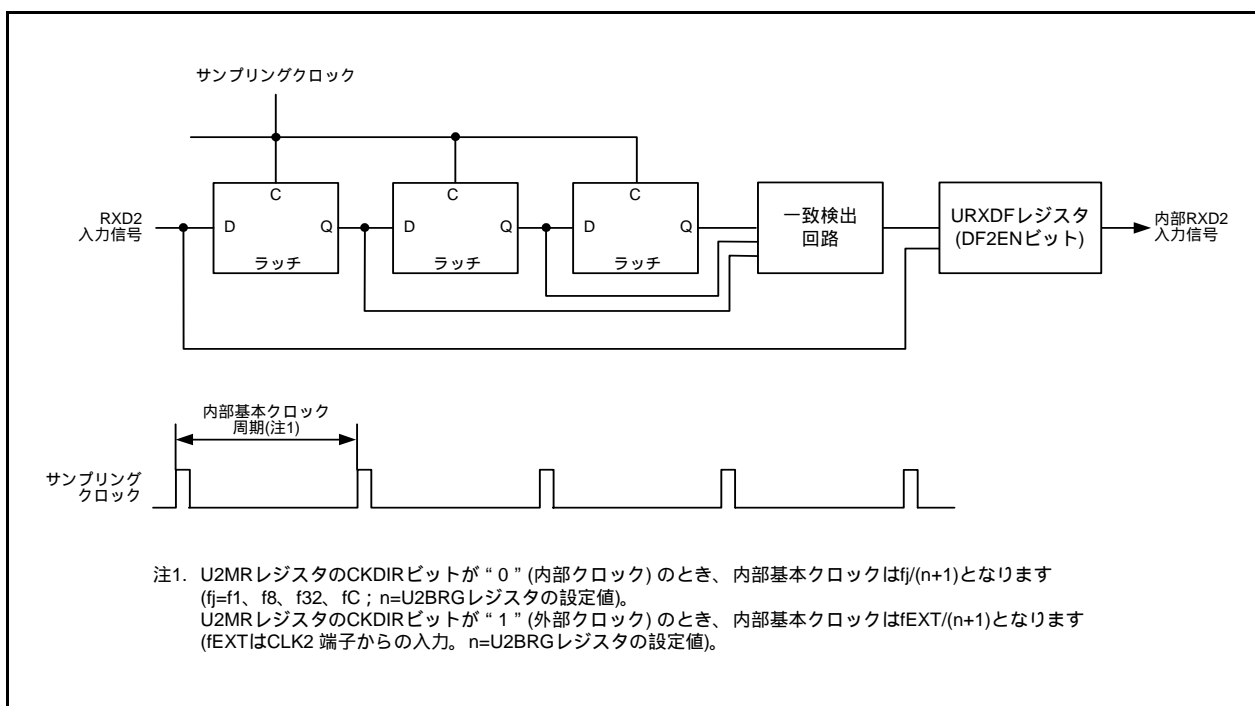 サンプリングクロック
RXD2
入力信号
C
D
Q
ラッチ
C
D
Q
ラッチ
C
D
Q
ラッチ
一致検出
回路
URXDFレジスタ
(DF2ENビット)
内部RXD2
入力信号
内部基本クロック
周期(注1)
サンプリング
クロック
注1. U2MRレジスタのCKDIRビットが“0”(内部クロック) のとき、内部基本クロックはfj/(n+1)となります
(fj=f1、f8、f32、fC ; n=U2BRGレジスタの設定値)。
U2MRレジスタのCKDIRビットが“1”(外部クロック) のとき、内部基本クロックはfEXT/(n+1)となります
(fEXTはCLK2 端子からの入力。n=U2BRGレジスタの設定値)。